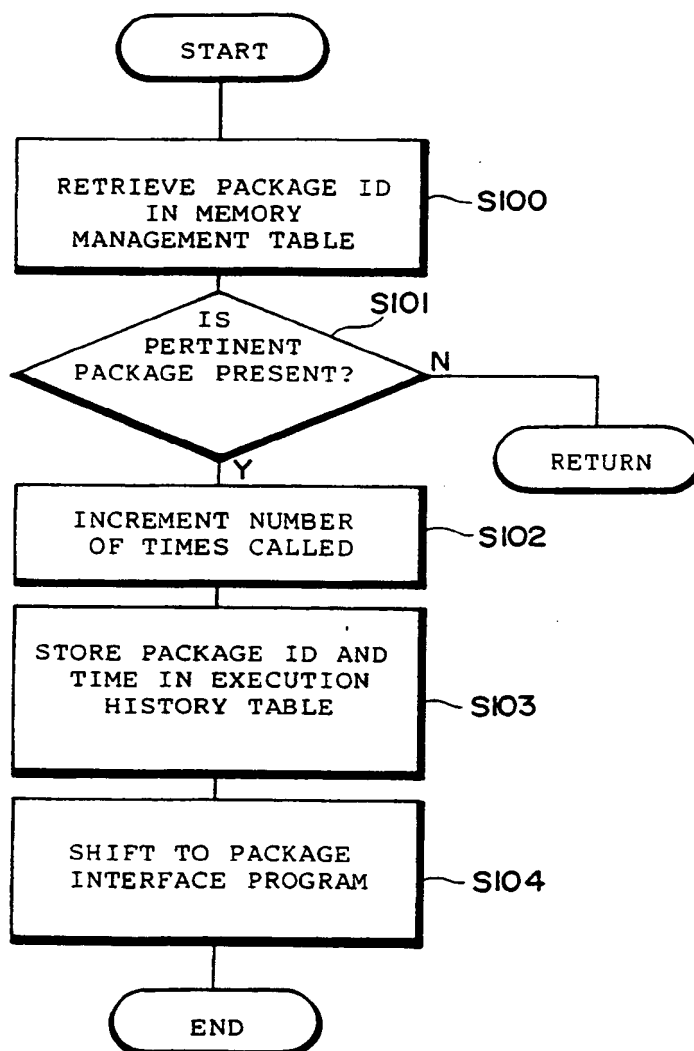 START
RETRIEVE PACKAGE ID
IN MEMORY
MANAGEMENT TABLE
S100
S101
IS
PERTINENT
PACKAGE PRESENT?
N
RETURN
Y
INCREMENT NUMBER
OF TIMES CALLED
S102
STORE PACKAGE ID AND
TIME IN EXECUTION
HISTORY TABLE
S103
SHIFT TO PACKAGE
INTERFACE PROGRAM
S104
END